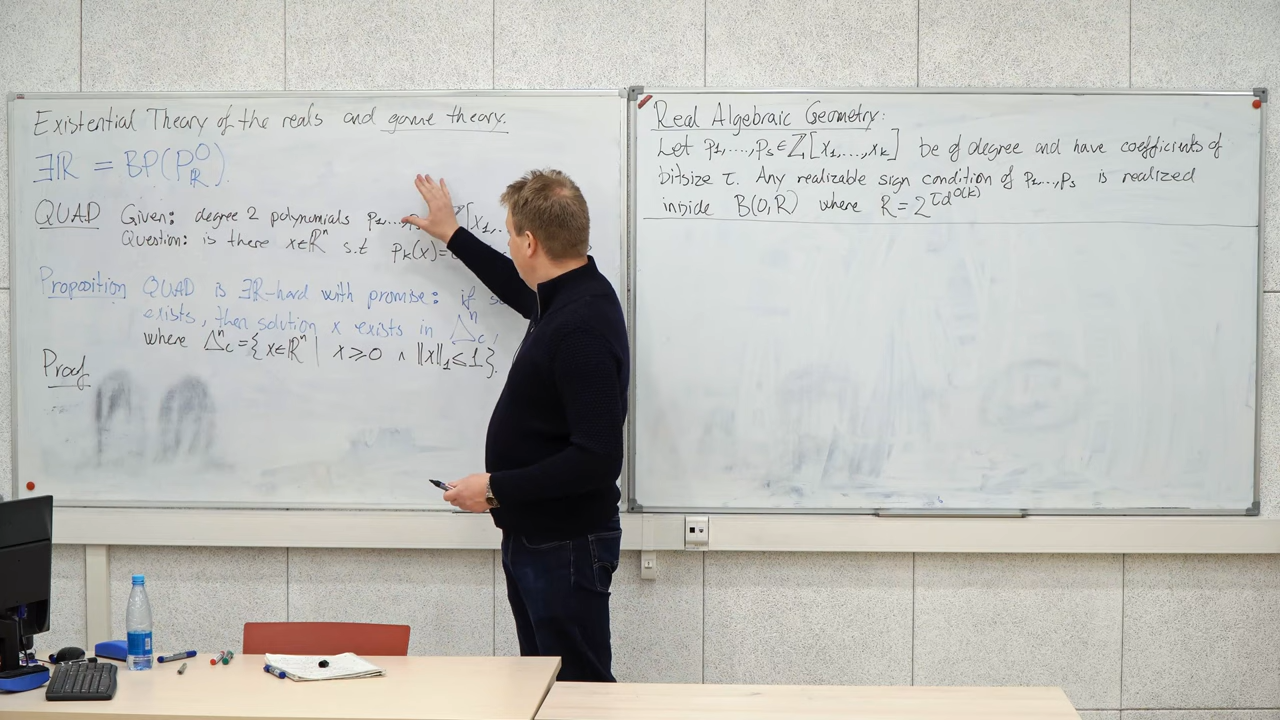 Existential Theory of the reals and game theory.
∃ℝ = BP(P⁰_ℝ).
QUAD Given: degree 2 polynomials p₁,..., ℤ[x₁,.
Question: is there x∈ℝⁿ s.t pₖ(x)=
Proposition QUAD is ∃ℝ-hard with promise: if
exists, then solution x exists in Δⁿ_c,
where Δⁿ_c={x∈ℝⁿ | x⩾0 ∧ ‖x‖₁≤1}.
Proof
Real Algebraic Geometry:
Let p₁,...,pₛ∈ℤ[x₁,...,xₖ] be of degree and have coefficients of
bitsize τ. Any realizable sign condition of p₁...,pₛ is realized
inside B(0,R) where R=2^{τd^{O(k)}}